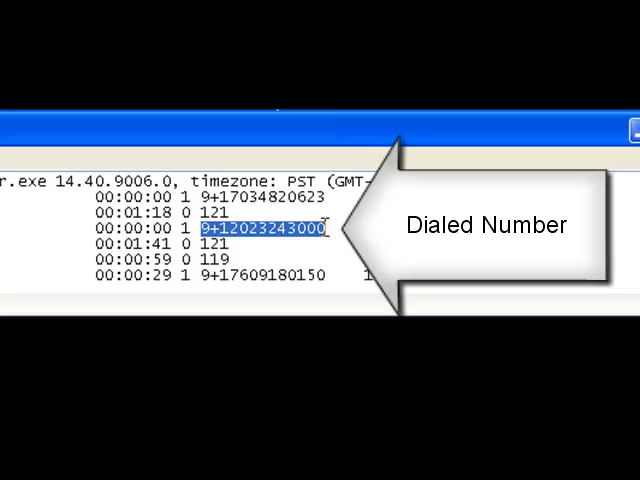 r.exe 14.40.9006.0, timezone: PST (GMT-
00:00:00 1 9+17034820623
00:01:18 0 121
00:00:00 1 9+12023243000
00:01:41 0 121
00:00:59 0 119
00:00:29 1 9+17609180150 1
Dialed Number